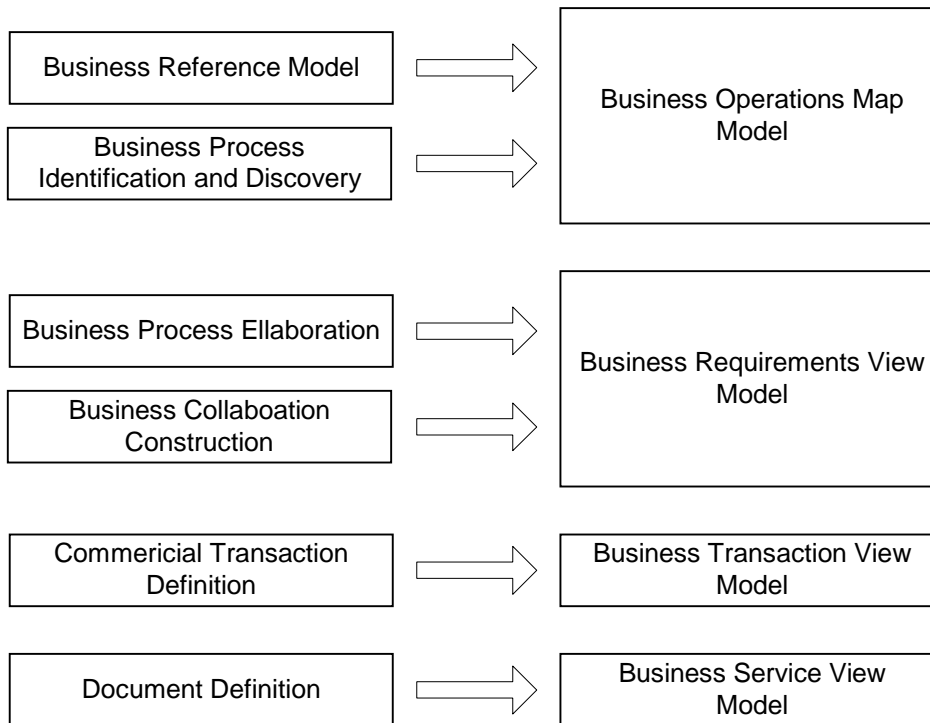 Business Reference Model
Business Operations Map
Model
Business Process
Identification and Discovery
Business Process Ellaboration
Business Requirements View
Model
Business Collaboation
Construction
Commericial Transaction
Definition
Business Transaction View
Model
Document Definition
Business Service View
Model